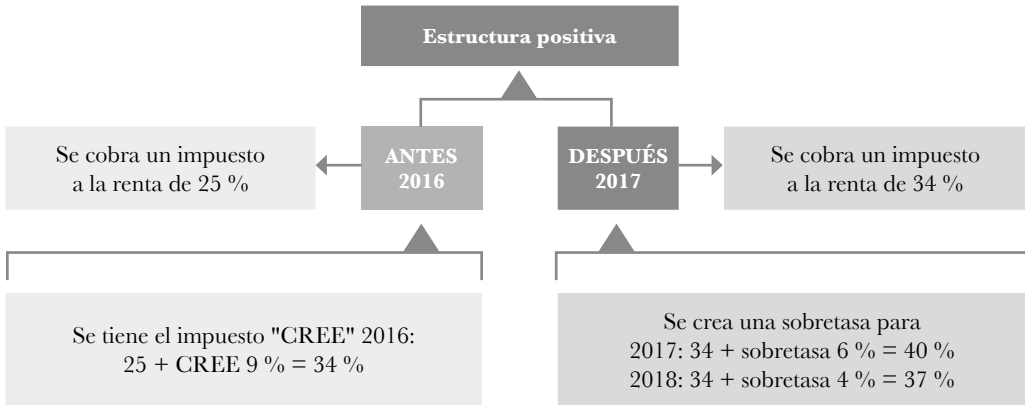 Estructura positiva
Se cobra un impuesto
a la renta de 25 %
ANTES
2016
DESPUÉS
2017
Se cobra un impuesto
a la renta de 34 %
Se tiene el impuesto "CREE" 2016:
25 + CREE 9 % = 34 %
Se crea una sobretasa para
2017: 34 + sobretasa 6 % = 40 %
2018: 34 + sobretasa 4 % = 37 %